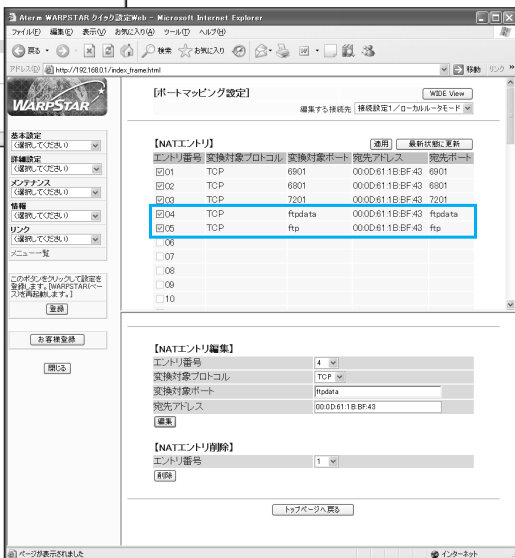 Aterm WARPSTAR クイック設定Web - Microsoft Internet Explorer
ファイル(F) 編集(E) 表示(V) お気に入り(A) ツール(T) ヘルプ(H)
戻る 検索 お気に入り
アドレス(D) http://192.168.0.1/index_frame.html 移動 リンク »
WARPSTAR
基本設定
(選択してください)
詳細設定
(選択してください)
メンテナンス
(選択してください)
情報
(選択してください)
リンク
(選択してください)
メニュー一覧
このボタンをクリックして設定を
登録します。[WARPSTARベー
ス)を再起動します。]
登録
お客様登録
閉じる
[ポートマッピング設定] WIDE View
編集する接続先 接続設定1/ローカルルータモード
【NATエントリ】 適用 最新状態に更新
エントリ番号 変換対象プロトコル 変換対象ポート 宛先アドレス 宛先ポート
01 TCP 6901 00:0D:61:1B:BF:43 6901
02 TCP 6801 00:0D:61:1B:BF:43 6801
03 TCP 7201 00:0D:61:1B:BF:43 7201
04 TCP ftpdata 00:0D:61:1B:BF:43 ftpdata
05 TCP ftp 00:0D:61:1B:BF:43 ftp
06
07
08
09
10
【NATエントリ編集】
エントリ番号 4
変換対象プロトコル TCP
変換対象ポート ftpdata
宛先アドレス 00:0D:61:1B:BF:43
編集
【NATエントリ削除】
エントリ番号 1
削除
トップページへ戻る
ページが表示されました インターネット